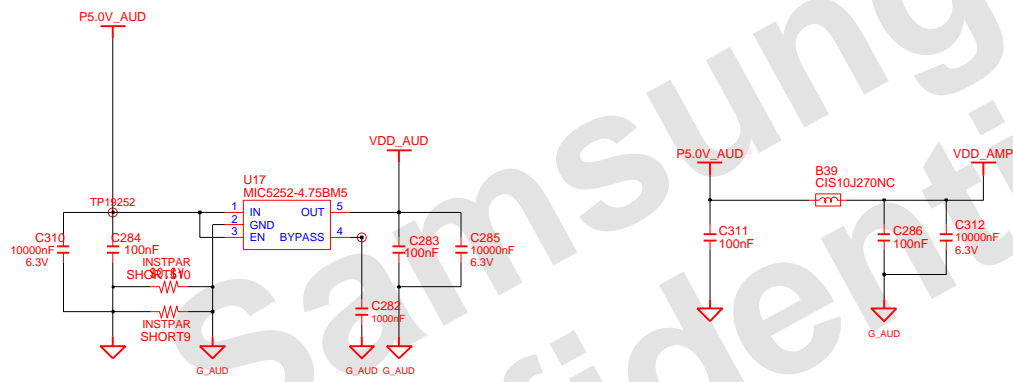 P5.0V_AUD
VDD_AUD
P5.0V_AUD
VDD_AMP
B39
CIS10J270NC
U17
MIC5252-4.75BM5
TP19252
1 IN OUT 5
2 GND
3 EN BYPASS 4
C310
10000nF
6.3V
C284
100nF
C283
100nF
C285
10000nF
6.3V
C311
100nF
C286
100nF
C312
10000nF
6.3V
INSTPAR
SHORT510
C282
1000nF
INSTPAR
SHORT9
G_AUD
G_AUD
G_AUD
G_AUD
Samsung